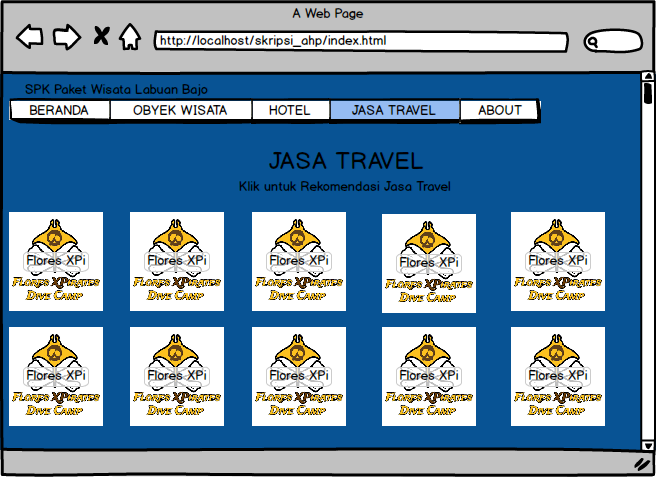 A Web Page
http://localhost/skripsi_ahp/index.html
SPK Paket Wisata Labuan Bajo
BERANDA OBYEK WISATA HOTEL JASA TRAVEL ABOUT
JASA TRAVEL
Klik untuk Rekomendasi Jasa Travel
Flores XPi Flores XPi Flores XPi Flores XPi Flores XPi
FLORES XPIRATES FLORES XPIRATES FLORES XPIRATES FLORES XPIRATES FLORES XPIRATES
DIVE CAMP DIVE CAMP DIVE CAMP DIVE CAMP DIVE CAMP
Flores XPi Flores XPi Flores XPi Flores XPi Flores XPi
FLORES XPIRATES FLORES XPIRATES FLORES XPIRATES FLORES XPIRATES FLORES XPIRATES
DIVE CAMP DIVE CAMP DIVE CAMP DIVE CAMP DIVE CAMP